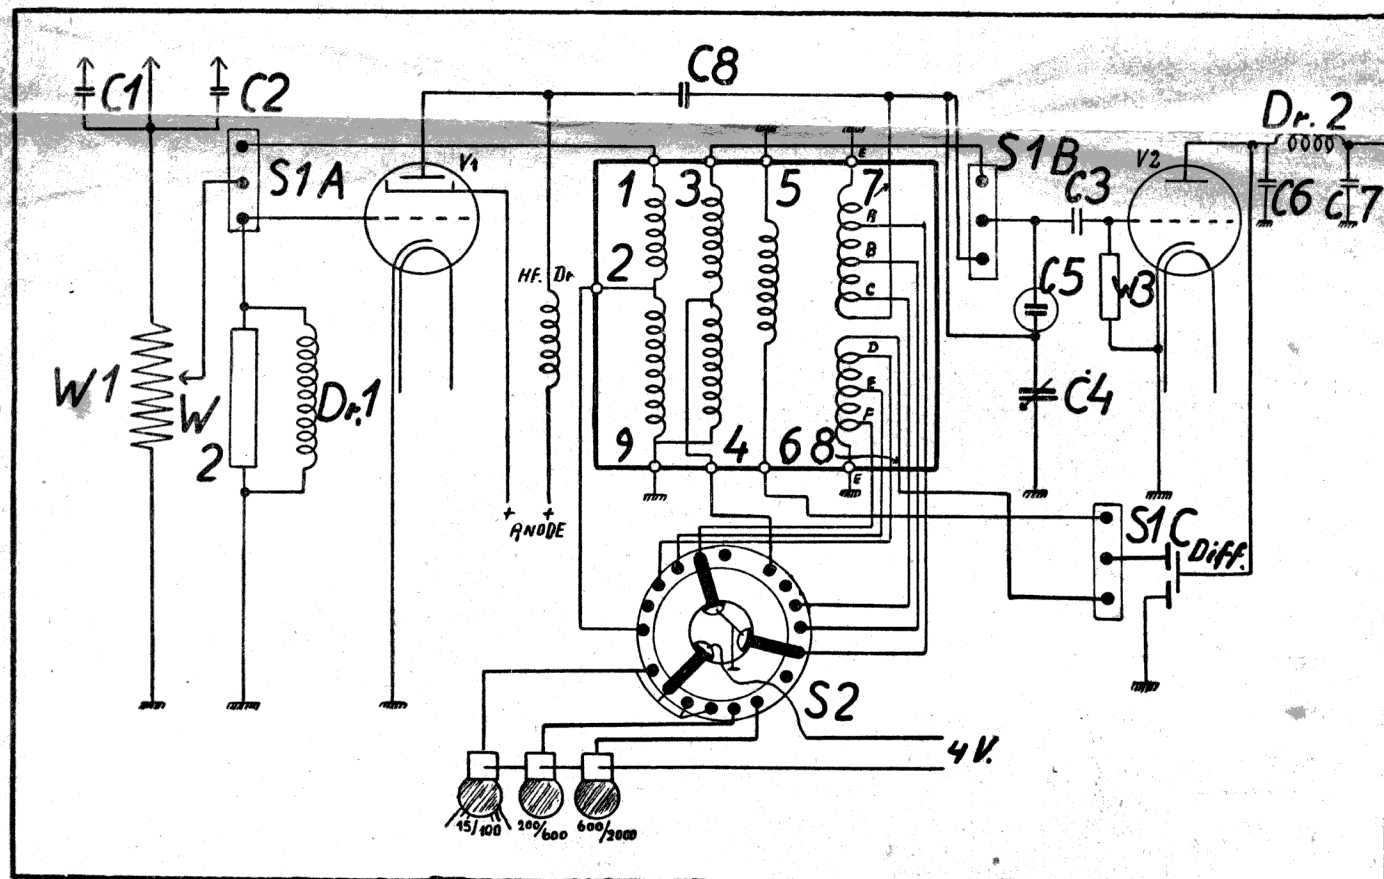 C8
C1
C2
Dr. 2
S1A
V1
1
3
5
7
E
S1B
C3
V2
C6
C7
A
B
C
HF. Dr
2
C5
W3
W1
W
2
Dr.1
D
E
F
C4
9
4
6
8
E
+ +
ANODE
S1C
Diff.
S2
4V.
15/100
200/600
600/2000